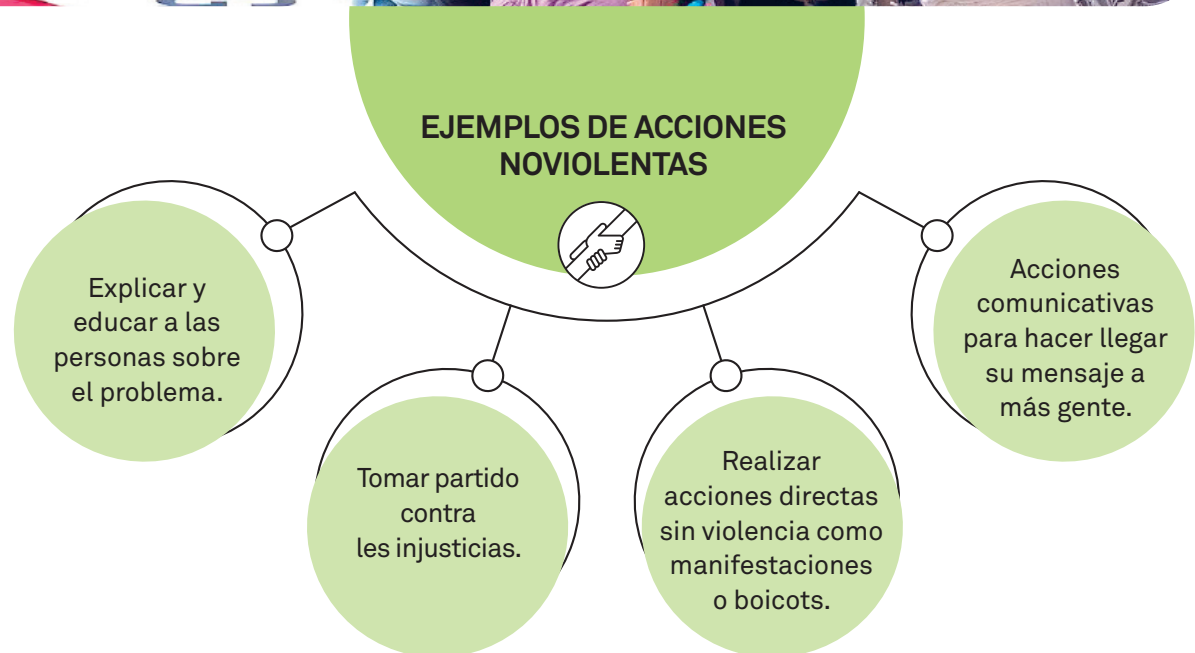 EJEMPLOS DE ACCIONES
NOVIOLENTAS
Explicar y
educar a las
personas sobre
el problema.
Tomar partido
contra
les injusticias.
Realizar
acciones directas
sin violencia como
manifestaciones
o boicots.
Acciones
comunicativas
para hacer llegar
su mensaje a
más gente.